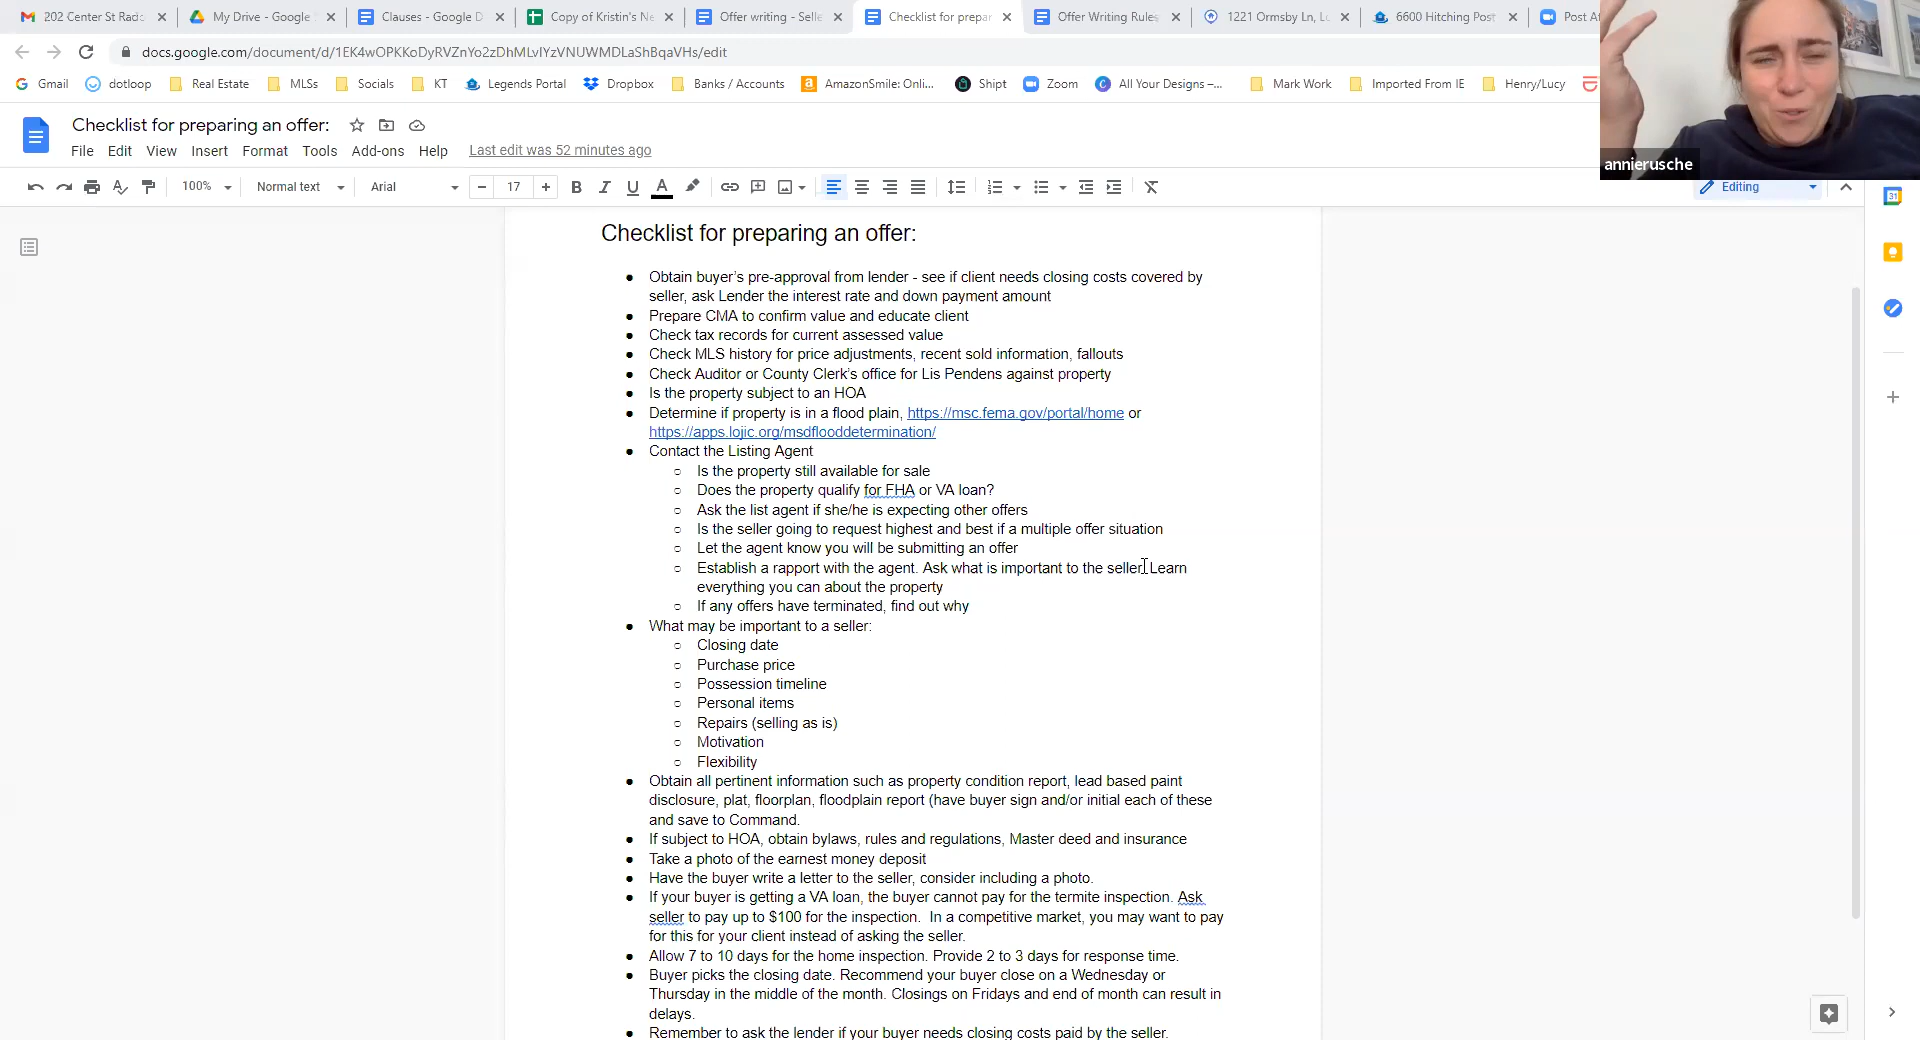 202 Center St Radc
My Drive - Google
Clauses - Google D
Copy of Kristin's Ne
Offer writing - Selle
Checklist for prepar
Offer Writing Rules
1221 Ormsby Ln, Lo
6600 Hitching Post
Post Af
docs.google.com/document/d/1EK4wOPKKoDyRVZnYo2zDhMLvIYzVNUWMDLaShBqaVHs/edit
Gmail
dotloop
Real Estate
MLSs
Socials
KT
Legends Portal
Dropbox
Banks / Accounts
AmazonSmile: Onli...
Shipt
Zoom
All Your Designs –...
Mark Work
Imported From IE
Henry/Lucy
annierusche
Checklist for preparing an offer:
File Edit View Insert Format Tools Add-ons Help Last edit was 52 minutes ago
100% Normal text Arial 17 Editing
31
Checklist for preparing an offer:
Obtain buyer's pre-approval from lender - see if client needs closing costs covered by
seller, ask Lender the interest rate and down payment amount
Prepare CMA to confirm value and educate client
Check tax records for current assessed value
Check MLS history for price adjustments, recent sold information, fallouts
Check Auditor or County Clerk's office for Lis Pendens against property
Is the property subject to an HOA
Determine if property is in a flood plain, https://msc.fema.gov/portal/home or
https://apps.lojic.org/msdflooddetermination/
Contact the Listing Agent
Is the property still available for sale
Does the property qualify for FHA or VA loan?
Ask the list agent if she/he is expecting other offers
Is the seller going to request highest and best if a multiple offer situation
Let the agent know you will be submitting an offer
Establish a rapport with the agent. Ask what is important to the seller. Learn
everything you can about the property
If any offers have terminated, find out why
What may be important to a seller:
Closing date
Purchase price
Possession timeline
Personal items
Repairs (selling as is)
Motivation
Flexibility
Obtain all pertinent information such as property condition report, lead based paint
disclosure, plat, floorplan, floodplain report (have buyer sign and/or initial each of these
and save to Command.
If subject to HOA, obtain bylaws, rules and regulations, Master deed and insurance
Take a photo of the earnest money deposit
Have the buyer write a letter to the seller, consider including a photo.
If your buyer is getting a VA loan, the buyer cannot pay for the termite inspection. Ask
seller to pay up to $100 for the inspection. In a competitive market, you may want to pay
for this for your client instead of asking the seller.
Allow 7 to 10 days for the home inspection. Provide 2 to 3 days for response time.
Buyer picks the closing date. Recommend your buyer close on a Wednesday or
Thursday in the middle of the month. Closings on Fridays and end of month can result in
delays.
Remember to ask the lender if your buyer needs closing costs paid by the seller.